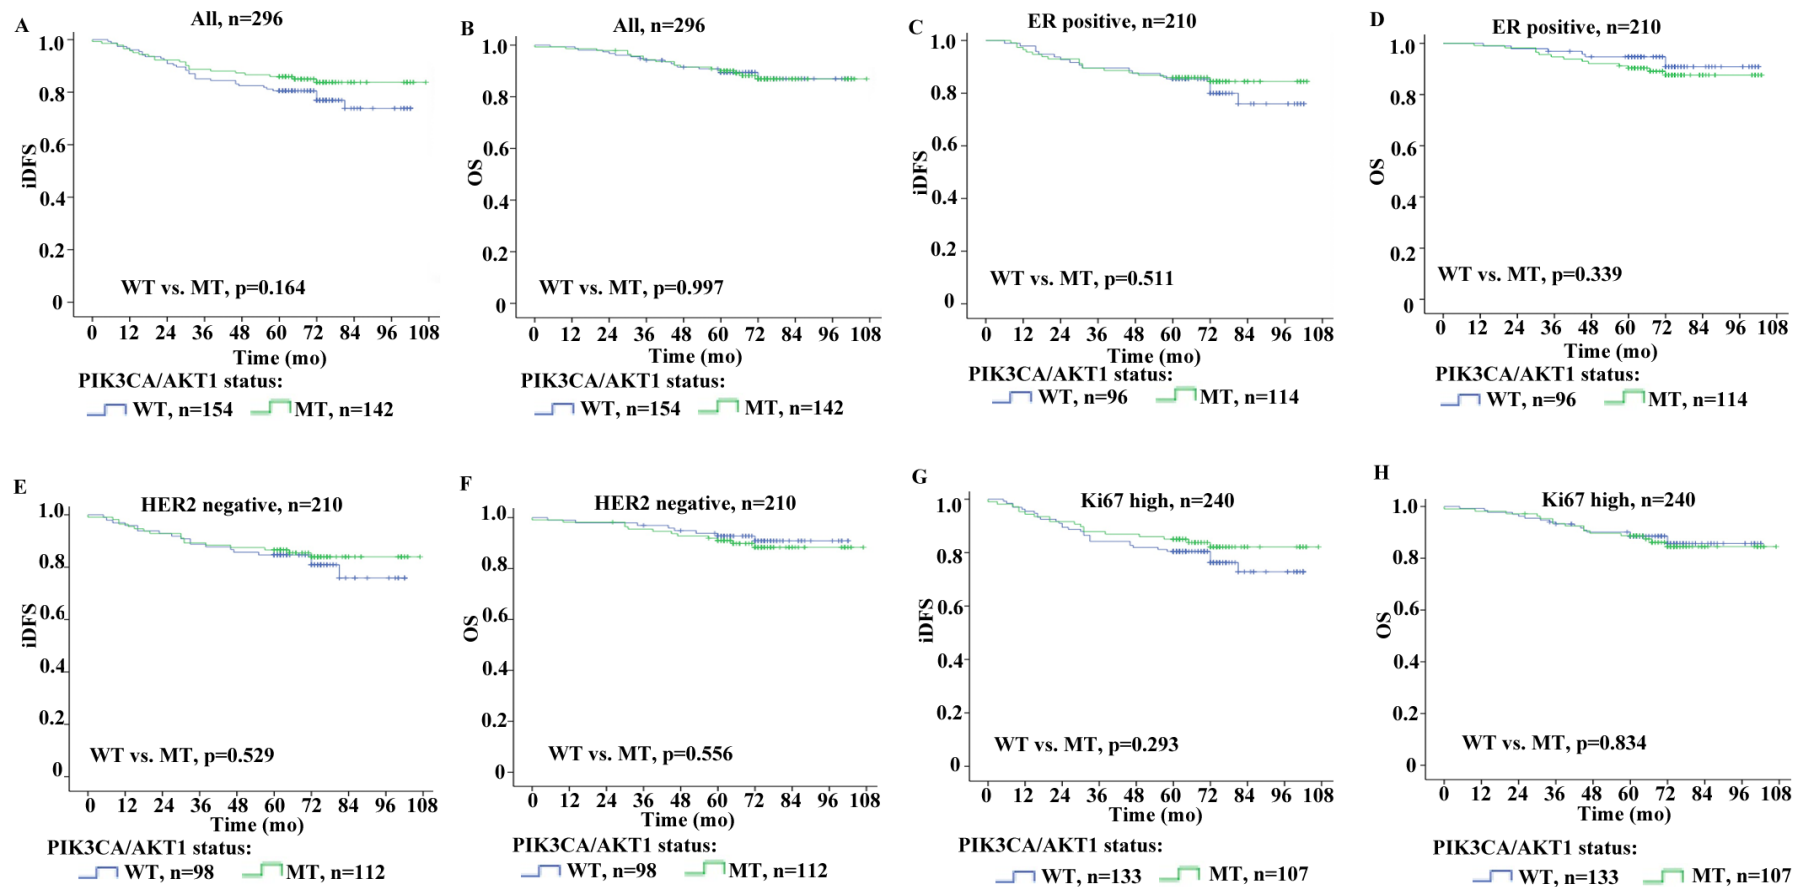 A
All, n=296
1.0
0.8
0.6
0.4
0.2
0
iDFS
WT vs. MT, p=0.164
0 12 24 36 48 60 72 84 96 108
Time (mo)
PIK3CA/AKT1 status:
WT, n=154 MT, n=142
B
All, n=296
1.0
0.8
0.6
0.4
0.2
0
OS
WT vs. MT, p=0.997
0 12 24 36 48 60 72 84 96 108
Time (mo)
PIK3CA/AKT1 status:
WT, n=154 MT, n=142
C
ER positive, n=210
1.0
0.8
0.6
0.4
0.2
0
iDFS
WT vs. MT, p=0.511
0 12 24 36 48 60 72 84 96 108
Time (mo)
PIK3CA/AKT1 status:
WT, n=96 MT, n=114
D
ER positive, n=210
1.0
0.8
0.6
0.4
0.2
0
OS
WT vs. MT, p=0.339
0 12 24 36 48 60 72 84 96 108
Time (mo)
PIK3CA/AKT1 status:
WT, n=96 MT, n=114
E
HER2 negative, n=210
1.0
0.8
0.6
0.4
0.2
0
iDFS
WT vs. MT, p=0.529
0 12 24 36 48 60 72 84 96 108
Time (mo)
PIK3CA/AKT1 status:
WT, n=98 MT, n=112
F
HER2 negative, n=210
1.0
0.8
0.6
0.4
0.2
0
OS
WT vs. MT, p=0.556
0 12 24 36 48 60 72 84 96 108
Time (mo)
PIK3CA/AKT1 status:
WT, n=98 MT, n=112
G
Ki67 high, n=240
1.0
0.8
0.6
0.4
0.2
0
iDFS
WT vs. MT, p=0.293
0 12 24 36 48 60 72 84 96 108
Time (mo)
PIK3CA/AKT1 status:
WT, n=133 MT, n=107
H
Ki67 high, n=240
1.0
0.8
0.6
0.4
0.2
0
OS
WT vs. MT, p=0.834
0 12 24 36 48 60 72 84 96 108
Time (mo)
PIK3CA/AKT1 status:
WT, n=133 MT, n=107